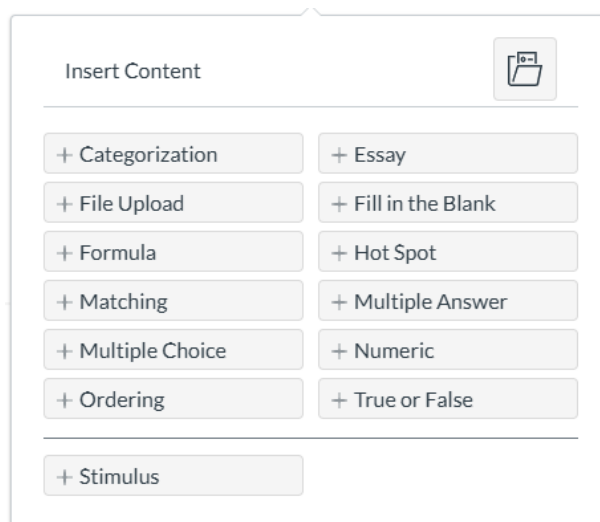 Insert Content
+ Categorization
+ Essay
+ File Upload
+ Fill in the Blank
+ Formula
+ Hot Spot
+ Matching
+ Multiple Answer
+ Multiple Choice
+ Numeric
+ Ordering
+ True or False
+ Stimulus